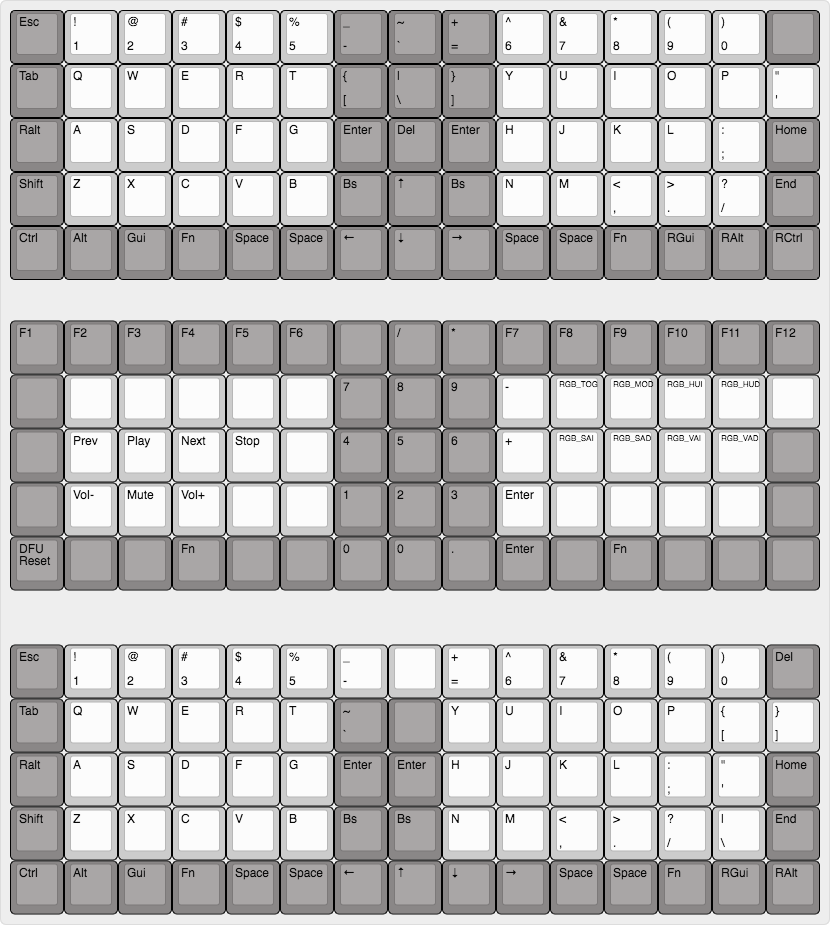 Esc ! @ # $ % _ ~ + ^ & * ( )
1 2 3 4 5 - ` = 6 7 8 9 0
Tab Q W E R T { | } Y U I O P "
[ \ ] '
Ralt A S D F G Enter Del Enter H J K L : Home
;
Shift Z X C V B Bs ↑ Bs N M < > ? End
, . /
Ctrl Alt Gui Fn Space Space ← ↓ → Space Space Fn RGui RAlt RCtrl
F1 F2 F3 F4 F5 F6 / * F7 F8 F9 F10 F11 F12
7 8 9 - RGB_TOG RGB_MOD RGB_HUI RGB_HUD
Prev Play Next Stop 4 5 6 + RGB_SAI RGB_SAD RGB_VAI RGB_VAD
Vol- Mute Vol+ 1 2 3 Enter
DFU Fn 0 0 . Enter Fn
Reset
Esc ! @ # $ % _ + ^ & * ( ) Del
1 2 3 4 5 - = 6 7 8 9 0
Tab Q W E R T ~ Y U I O P { }
` [ ]
Ralt A S D F G Enter Enter H J K L : " Home
; '
Shift Z X C V B Bs Bs N M < > ? | End
, . / \
Ctrl Alt Gui Fn Space Space ← ↑ ↓ → Space Space Fn RGui RAlt